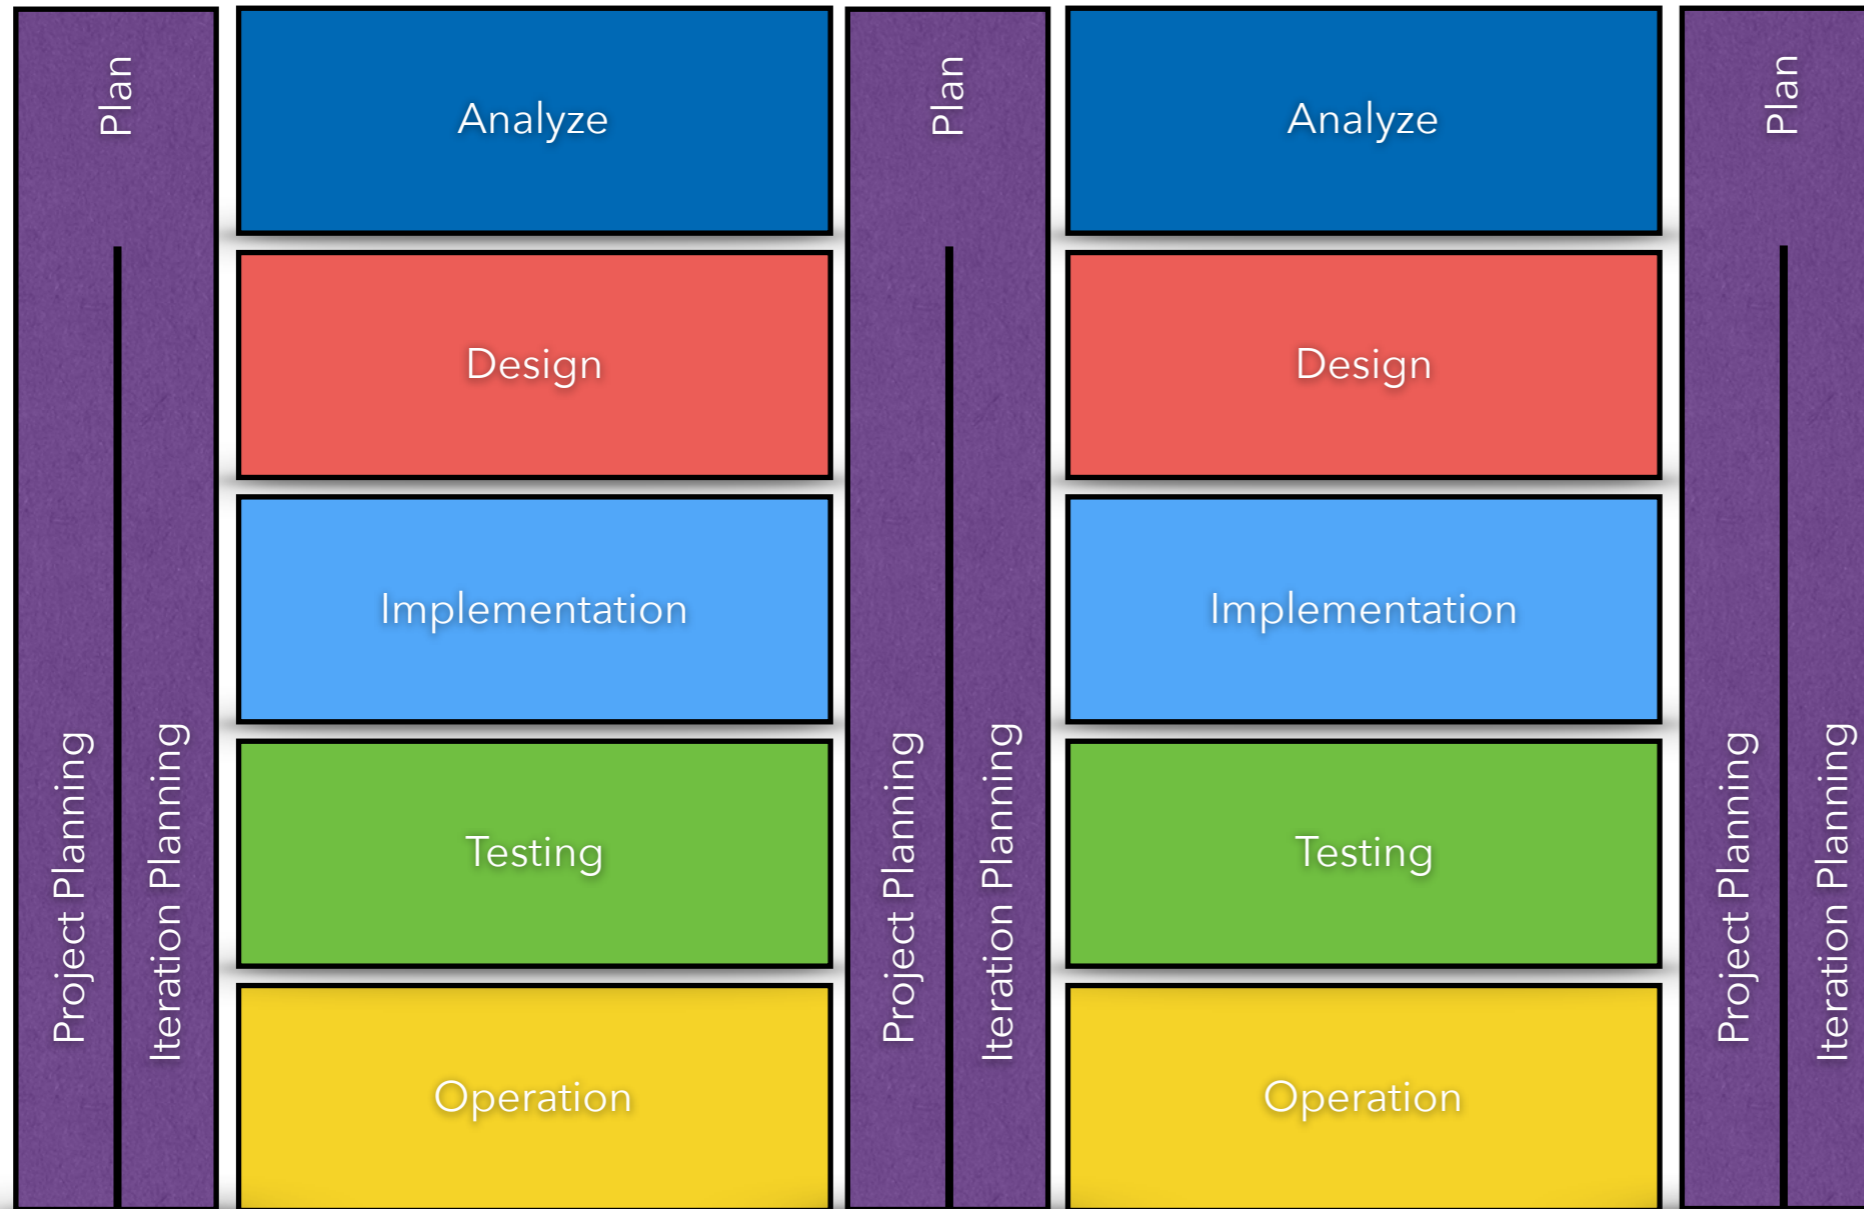 Plan
Project Planning
Iteration Planning
Analyze
Design
Implementation
Testing
Operation
Plan
Project Planning
Iteration Planning
Analyze
Design
Implementation
Testing
Operation
Plan
Project Planning
Iteration Planning